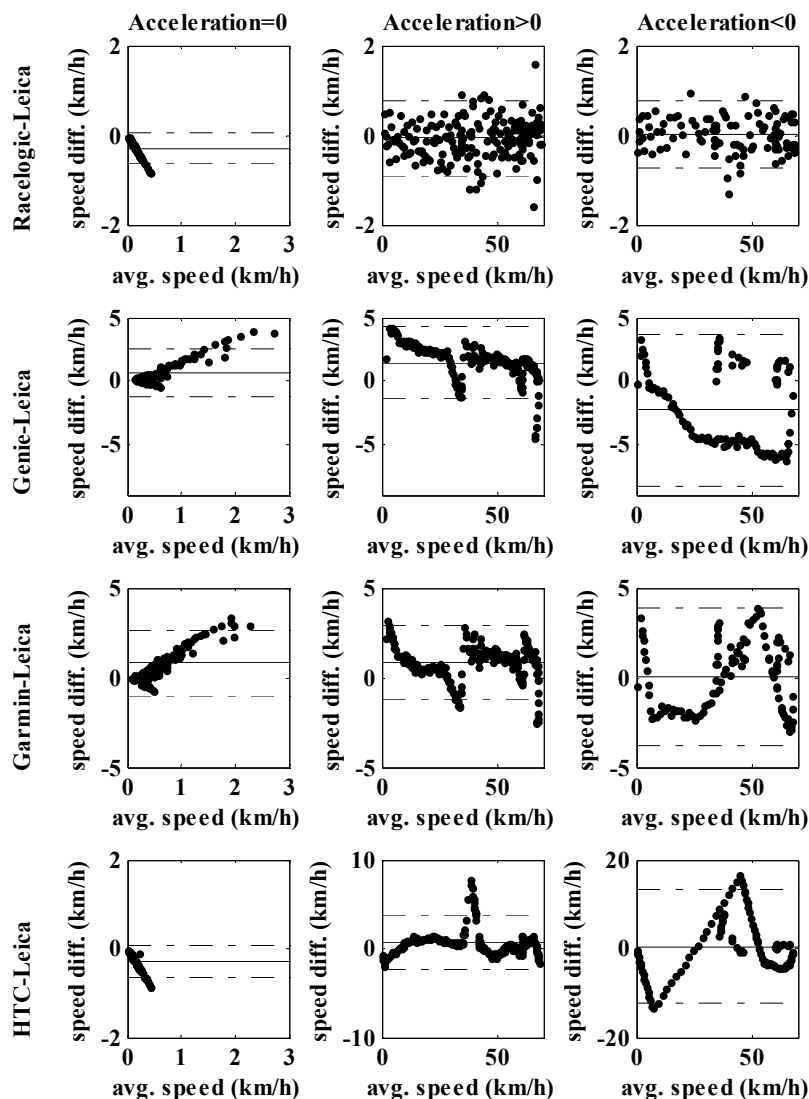 Acceleration=0 Acceleration>0 Acceleration<0
Racelogic-Leica
speed diff. (km/h)
2
0
-2
0 1 2 3
avg. speed (km/h)
speed diff. (km/h)
2
0
-2
0 50
avg. speed (km/h)
speed diff. (km/h)
2
0
-2
0 50
avg. speed (km/h)
Genie-Leica
speed diff. (km/h)
5
0
-5
0 1 2 3
avg. speed (km/h)
speed diff. (km/h)
5
0
-5
0 50
avg. speed (km/h)
speed diff. (km/h)
5
0
-5
0 50
avg. speed (km/h)
Garmin-Leica
speed diff. (km/h)
5
0
-5
0 1 2 3
avg. speed (km/h)
speed diff. (km/h)
5
0
-5
0 50
avg. speed (km/h)
speed diff. (km/h)
5
0
-5
0 50
avg. speed (km/h)
HTC-Leica
speed diff. (km/h)
2
0
-2
0 1 2 3
avg. speed (km/h)
speed diff. (km/h)
10
0
-10
0 50
avg. speed (km/h)
speed diff. (km/h)
20
0
-20
0 50
avg. speed (km/h)